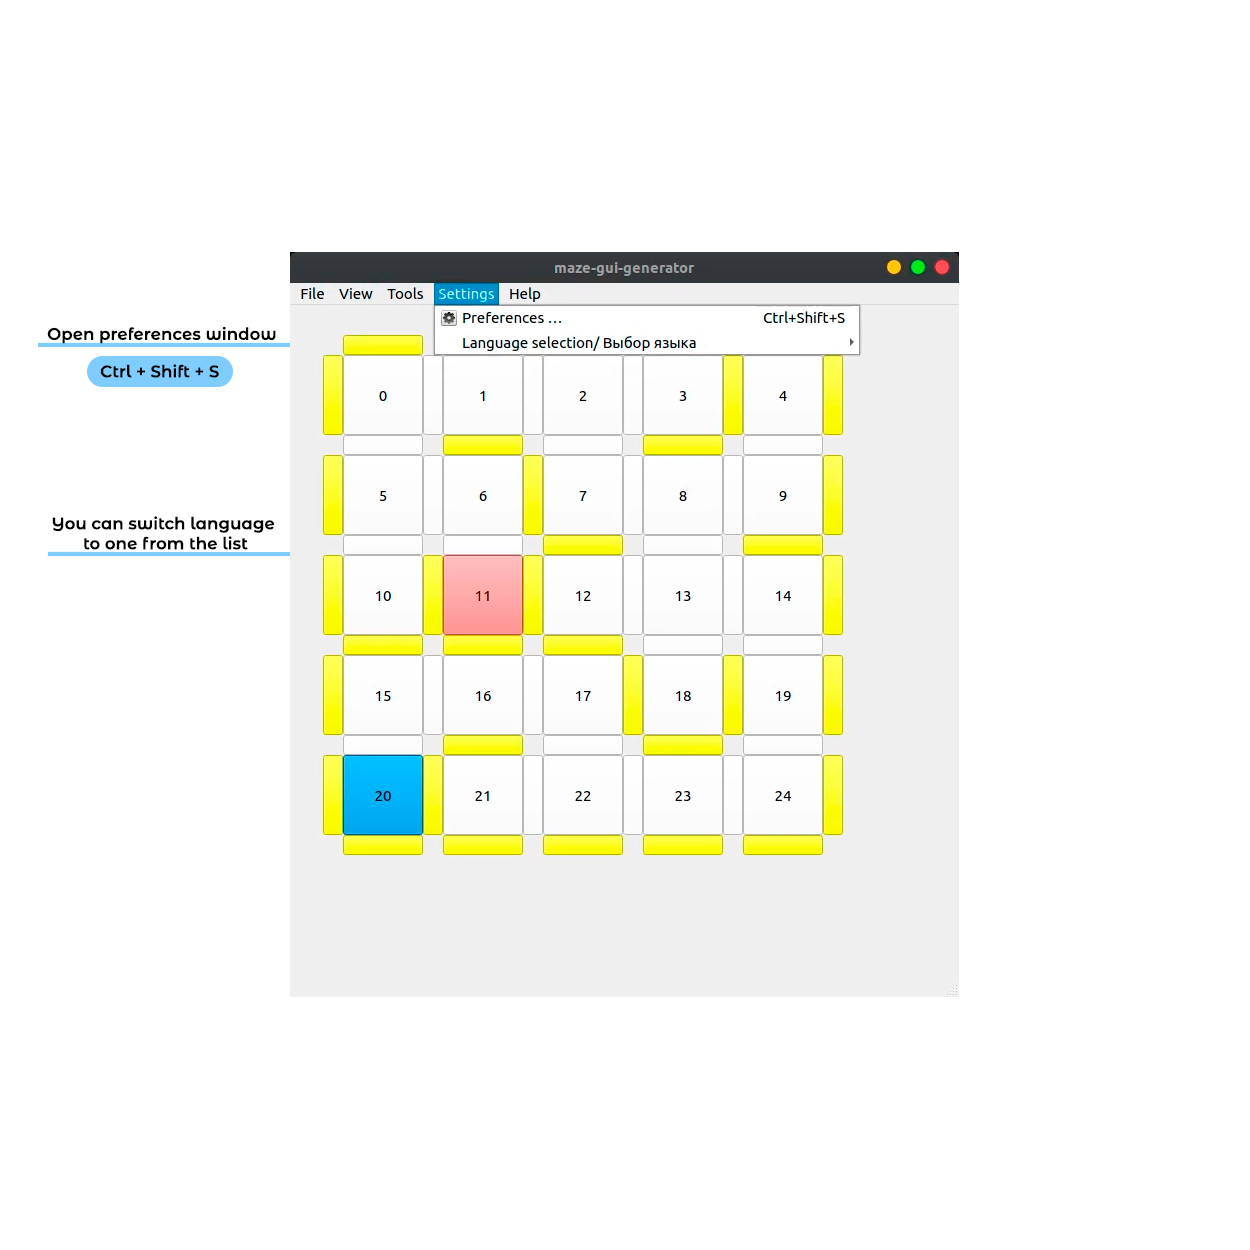 maze-gui-generator
File View Tools Settings Help
Preferences ... Ctrl+Shift+S
Language selection/ Выбор языка
Open preferences window
Ctrl + Shift + S
You can switch language
to one from the list
0 1 2 3 4
5 6 7 8 9
10 11 12 13 14
15 16 17 18 19
20 21 22 23 24